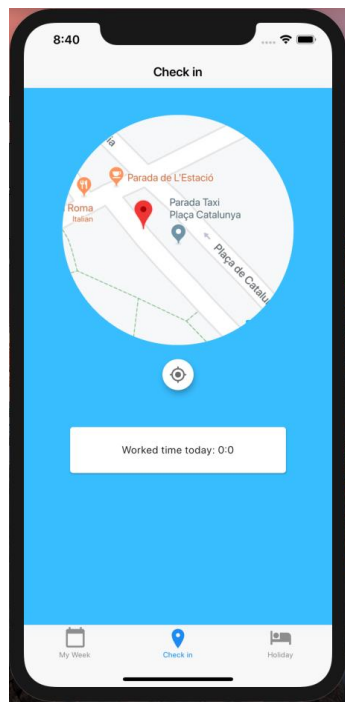 8:40
Check in
ia
Parada de L'Estació
Roma
Italian
Parada Taxi
Plaça Catalunya
Plaça de Catalu
Worked time today: 0:0
My Week
Check in
Holiday